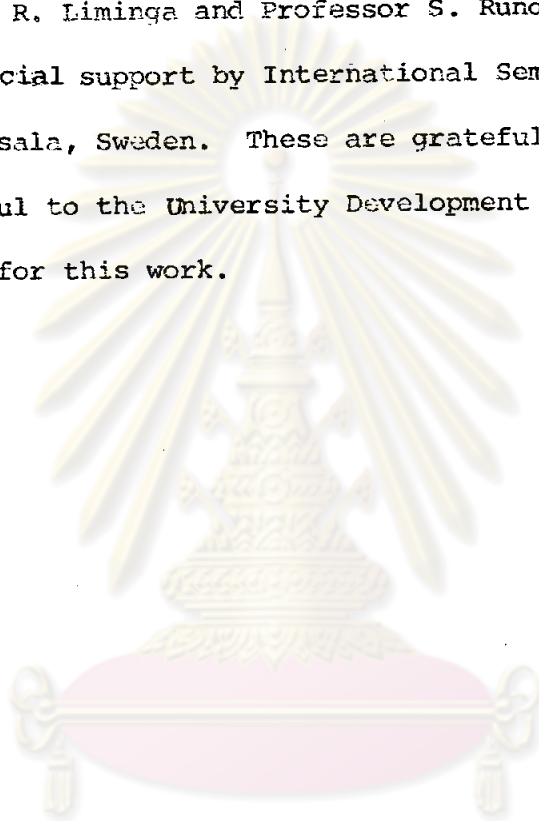 R. Liminga and Professor S. Rund
cial support by International Sem
sala, Sweden. These are grateful
ul to the University Development
for this work.